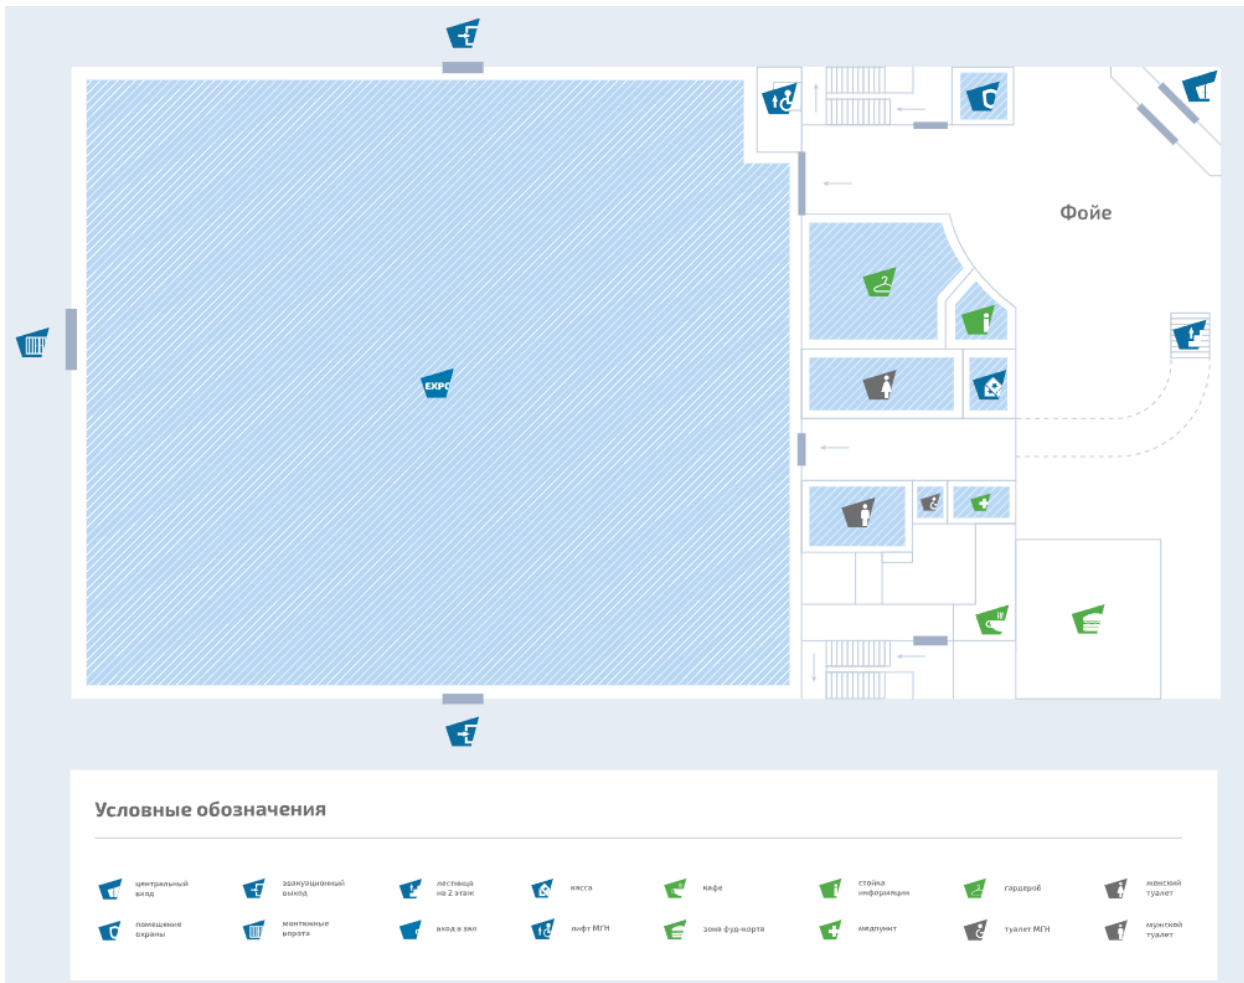 Фойе
EXPO
Условные обозначения
центральный
вход
эвакуационный
выход
лестница
на 2 этаж
касса
кафе
стойка
информации
гардероб
женский
туалет
помещение
охраны
монтажные
ворота
вход в зал
лифт МГН
зона фуд-корта
медпункт
туалет МГН
мужской
туалет